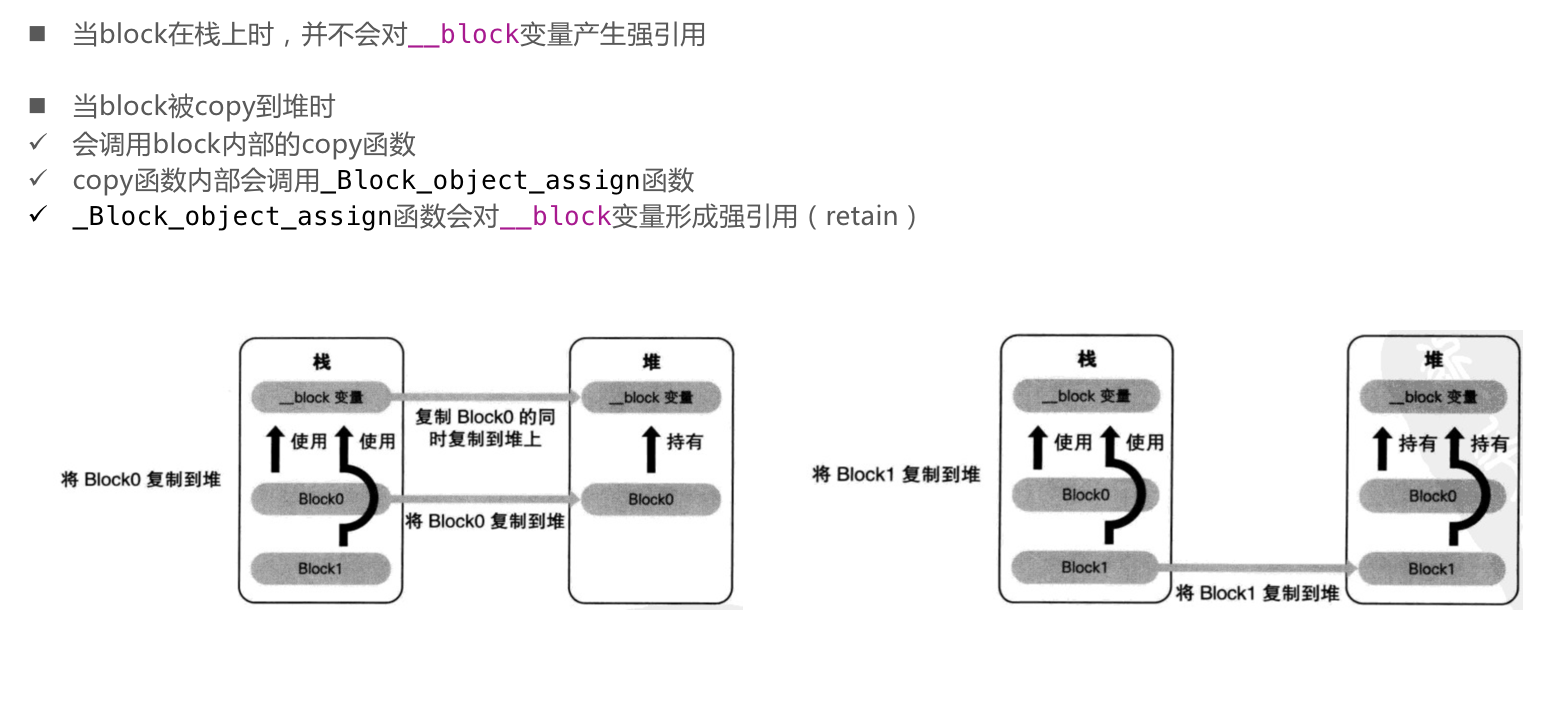 ■ 当block在栈上时，并不会对__block变量产生强引用
■ 当block被copy到堆时
✓ 会调用block内部的copy函数
✓ copy函数内部会调用_Block_object_assign函数
✓ _Block_object_assign函数会对__block变量形成强引用（retain）
将 Block0 复制到堆
栈
__block 变量
使用
使用
Block0
Block1
复制 Block0 的同
时复制到堆上
将 Block0 复制到堆
堆
__block 变量
持有
Block0
将 Block1 复制到堆
栈
__block 变量
使用
使用
Block0
Block1
将 Block1 复制到堆
堆
__block 变量
持有
持有
Block0
Block1